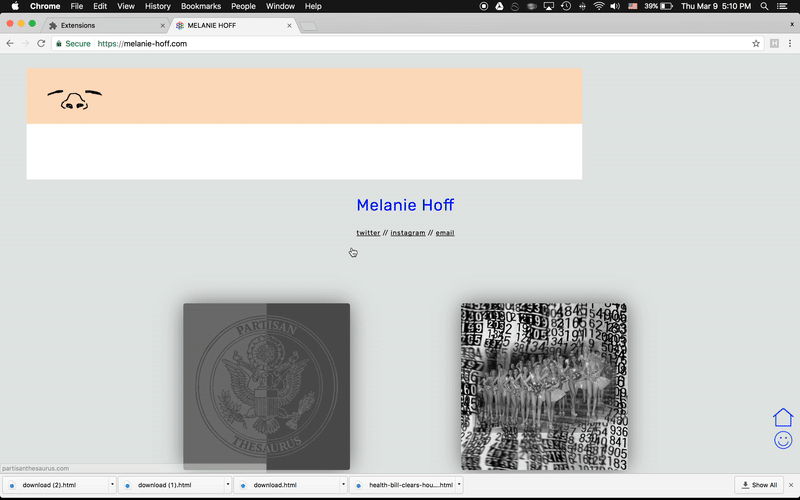 Chrome File Edit View History Bookmarks People Window Help 39% Thu Mar 9 5:10 PM
Extensions MELANIE HOFF x
Secure https://melanie-hoff.com
Melanie Hoff
twitter // instagram // email
PARTISAN
THESAURUS
partisanthesaurus.com
download (2).html download (1).html download.html health-bill-clears-hou....html Show All